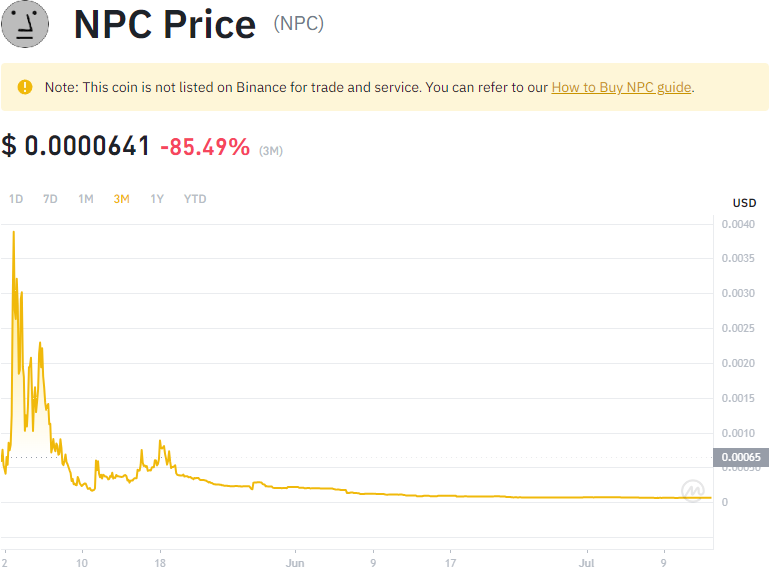 NPC Price (NPC)
Note: This coin is not listed on Binance for trade and service. You can refer to our How to Buy NPC guide.
$ 0.0000641 -85.49% (3M)
1D 7D 1M 3M 1Y YTD
USD
0.0040
0.0035
0.0030
0.0025
0.0020
0.0015
0.0010
0.00065
0.00050
0
2 10 18 Jun 9 17 Jul 9